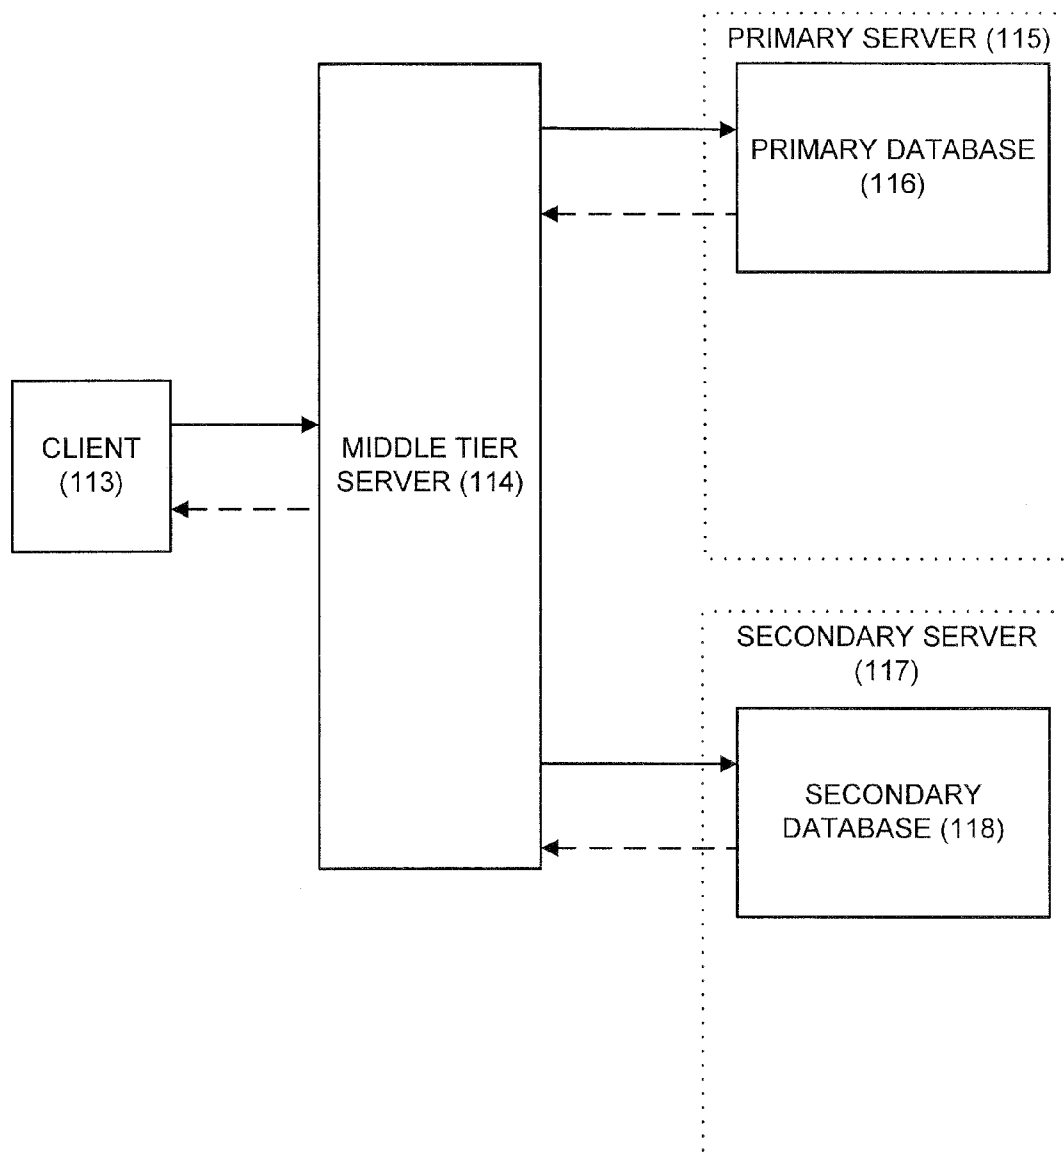 PRIMARY SERVER (115)
PRIMARY DATABASE
(116)
CLIENT
(113)
MIDDLE TIER
SERVER (114)
SECONDARY SERVER
(117)
SECONDARY
DATABASE (118)